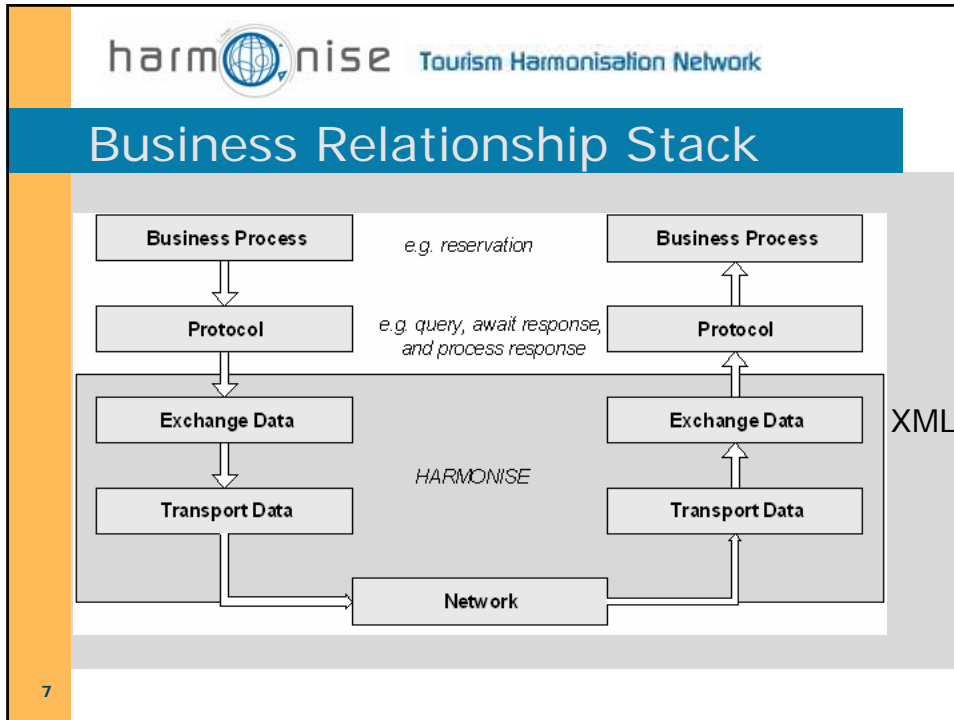 harmonise Tourism Harmonisation Network
Business Relationship Stack
Business Process e.g. reservation Business Process
Protocol e.g. query, await response, and process response Protocol
Exchange Data Exchange Data XML
HARMONISE
Transport Data Transport Data
Network
7